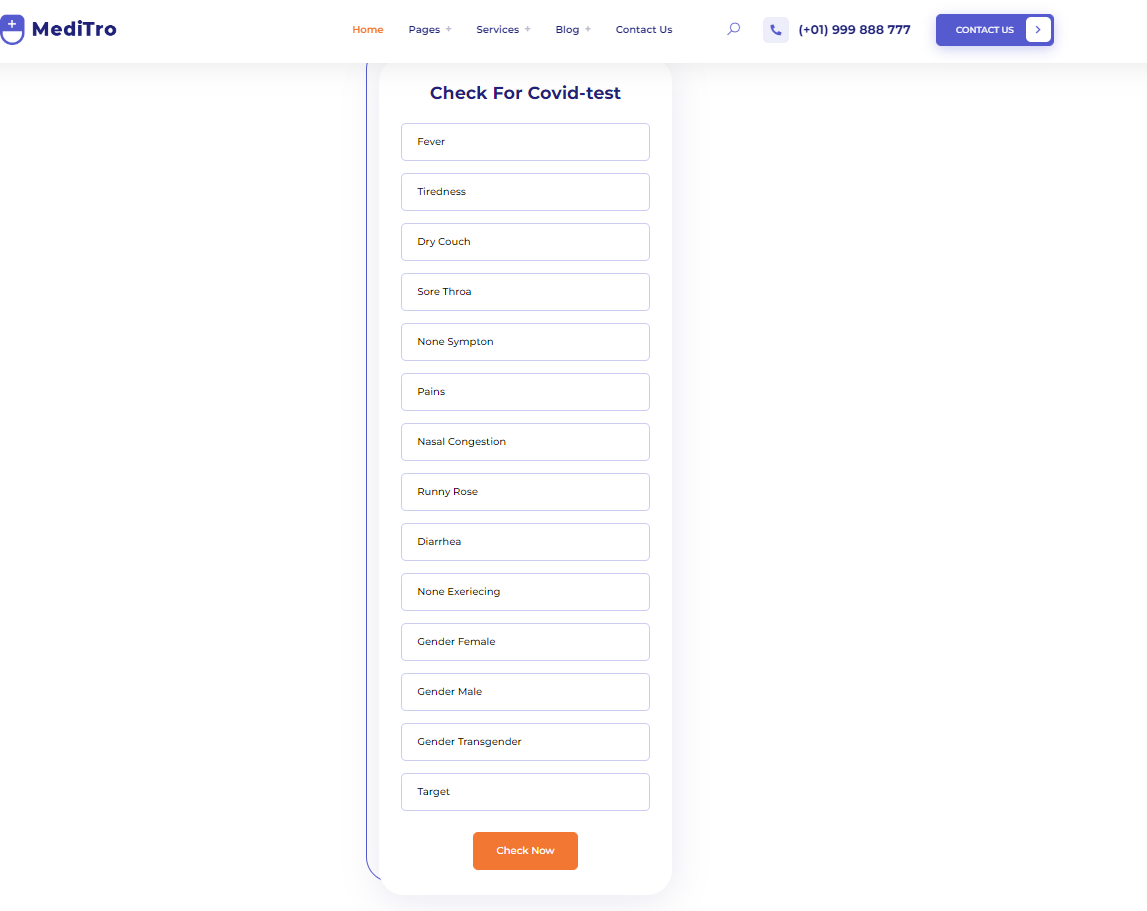 MediTro
Home Pages + Services + Blog + Contact Us (+01) 999 888 777 CONTACT US
Check For Covid-test
Fever
Tiredness
Dry Couch
Sore Throa
None Sympton
Pains
Nasal Congestion
Runny Rose
Diarrhea
None Exeriecing
Gender Female
Gender Male
Gender Transgender
Target
Check Now